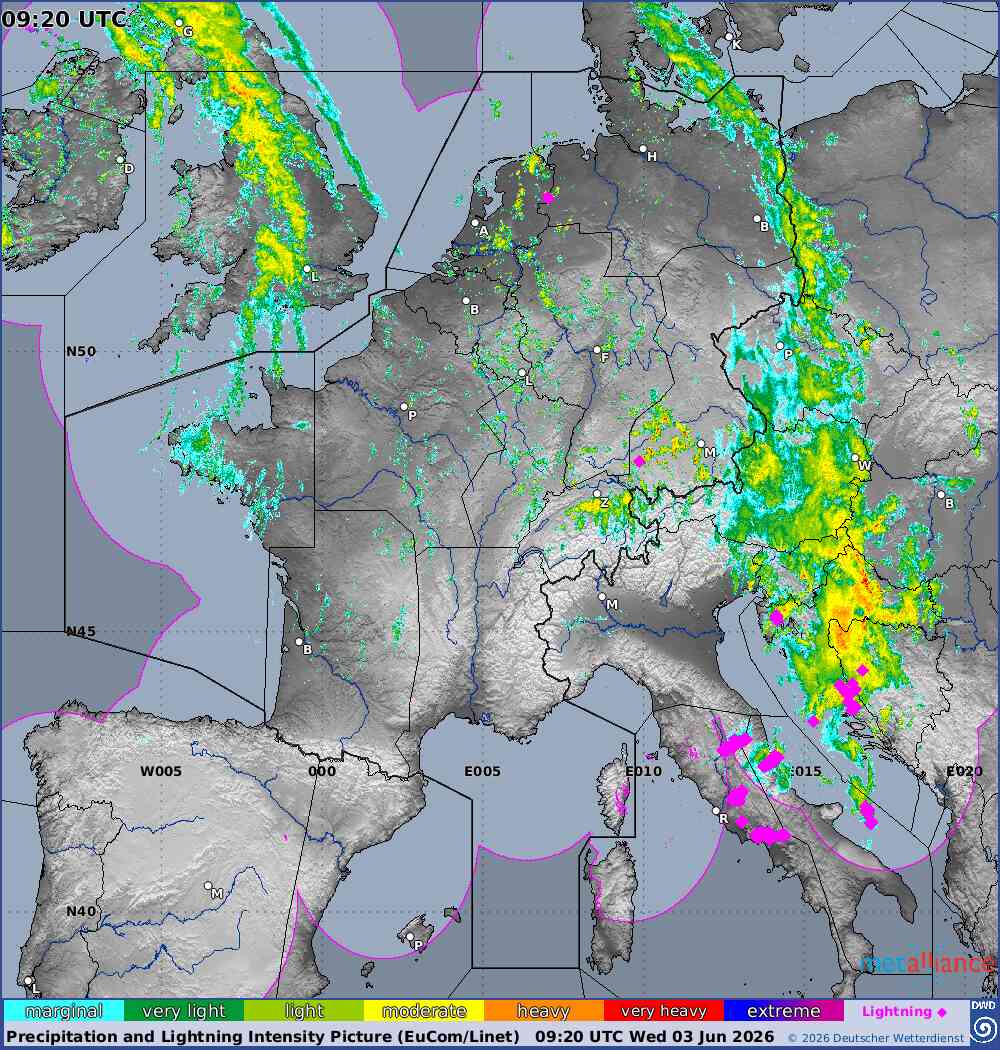 09:20 UTC
G
K
55
D
H
A
B
L
B
N50
P
F
L
P
M
W
Z
B
M
N45
B
W005
000
E005
E010
E015
E020
R
M
N40
P
L
metalliance
marginal very light light moderate heavy very heavy extreme Lightning
DWD
Precipitation and Lightning Intensity Picture (EuCom/Linet) 09:20 UTC Wed 03 Jun 2026 © 2026 Deutscher Wetterdienst